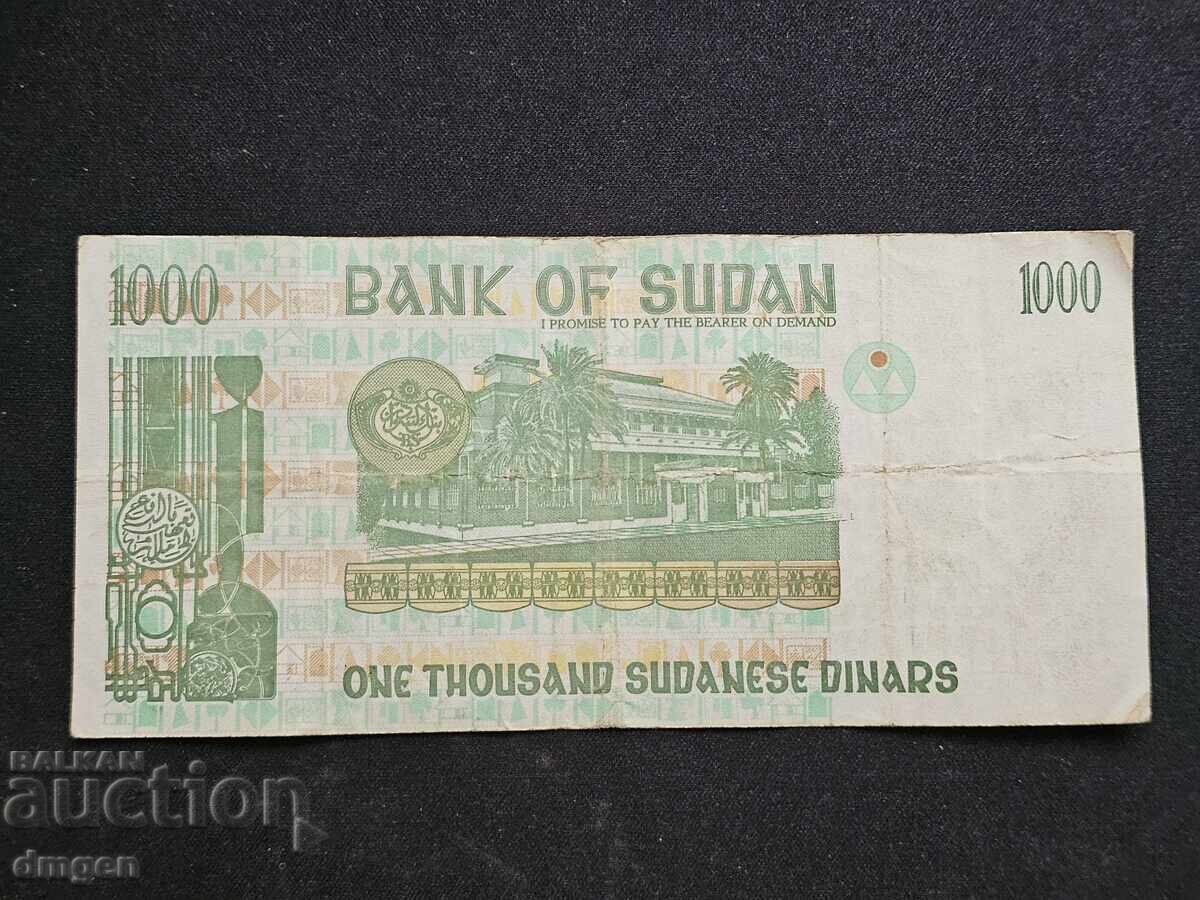 1000
BANK OF SUDAN
1000
I PROMISE TO PAY THE BEARER ON DEMAND
ONE THOUSAND SUDANESE DINARS
BALKAN
auction
dmgen